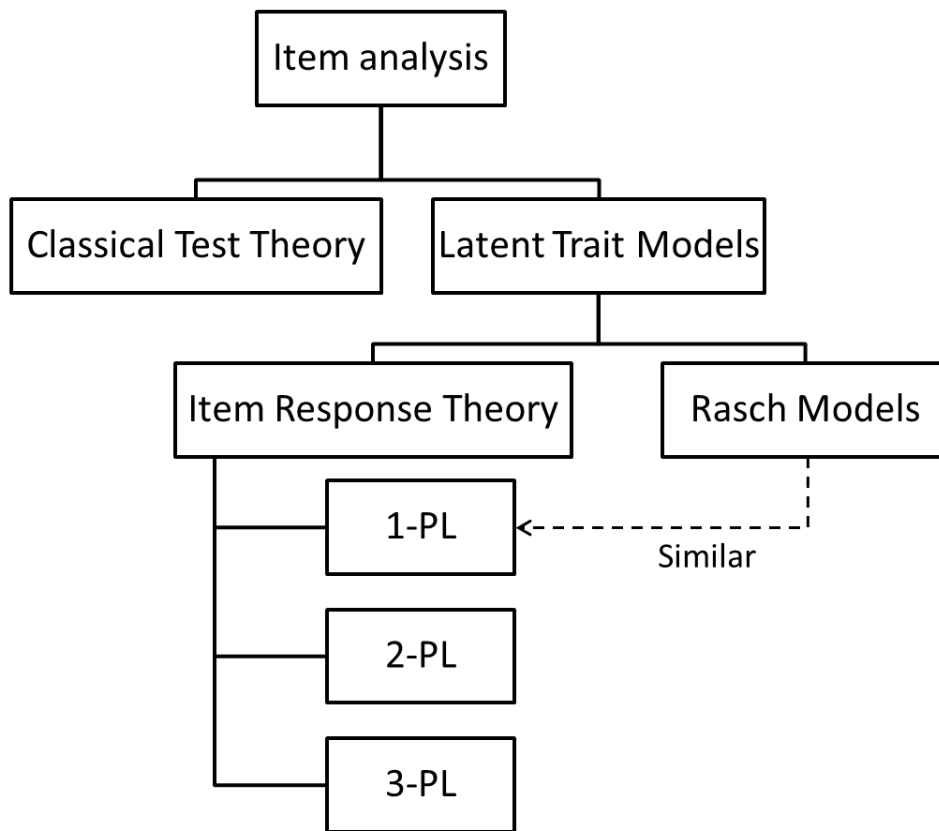 Item analysis
Classical Test Theory
Latent Trait Models
Item Response Theory
Rasch Models
1-PL
Similar
2-PL
3-PL